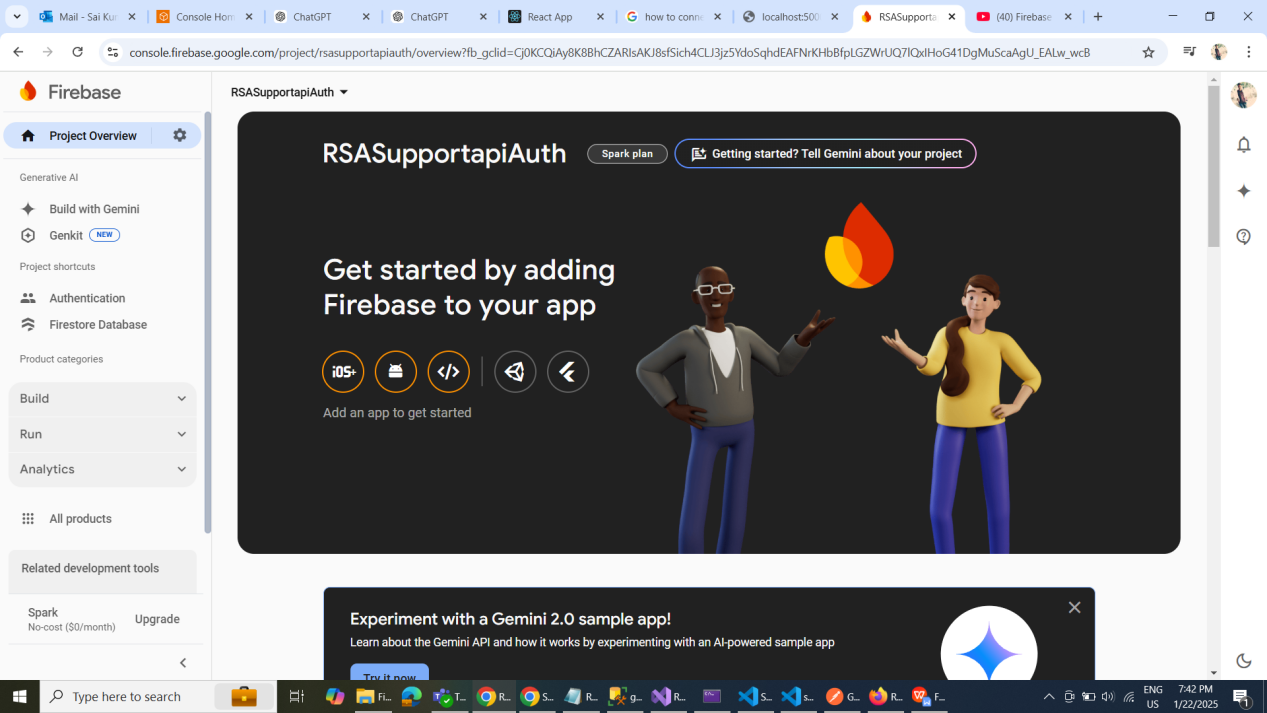 Mail - Sai Kur
Console Hom
ChatGPT
ChatGPT
React App
how to conne
localhost:500
RSASupporta
(40) Firebase
console.firebase.google.com/project/rsasupportapiauth/overview?fb_gclid=Cj0KCQiAy8K8BhCZARIsAKJ8sfSich4CLJ3jz5YdoSqhdEAFNrKHbBfpLGZWrUQ7lQxIHoG41DgMuScaAgU_EALw_wcB
Firebase
RSASupportapiAuth
Project Overview
Generative AI
Build with Gemini
Genkit NEW
Project shortcuts
Authentication
Firestore Database
Product categories
Build
Run
Analytics
All products
Related development tools
Spark
No-cost ($0/month)
Upgrade
RSASupportapiAuth
Spark plan
Getting started? Tell Gemini about your project
Get started by adding
Firebase to your app
iOS+
Add an app to get started
Experiment with a Gemini 2.0 sample app!
Learn about the Gemini API and how it works by experimenting with an AI-powered sample app
Try it now
Type here to search
Fi...
T...
R...
S...
R...
g...
R...
S...
s...
G...
R...
F...
ENG
US
7:42 PM
1/22/2025
1